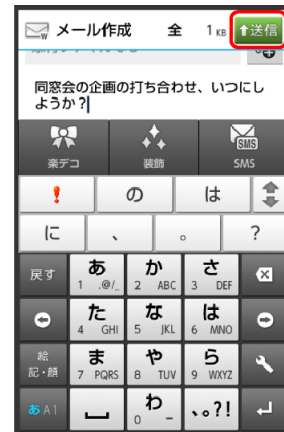 メール作成 全 1 KB 送信
同窓会の企画の打ち合わせ、いつにし
ようか?
楽デコ 装飾 SMS
の は
に 、 。 ?
戻す あ 1 .@/_ か 2 ABC さ 3 DEF
た 4 GHI な 5 JKL は 6 MNO
絵記・顔 ま 7 PQRS や 8 TUV ら 9 WXYZ
あA1 わ 0 - 、。?!